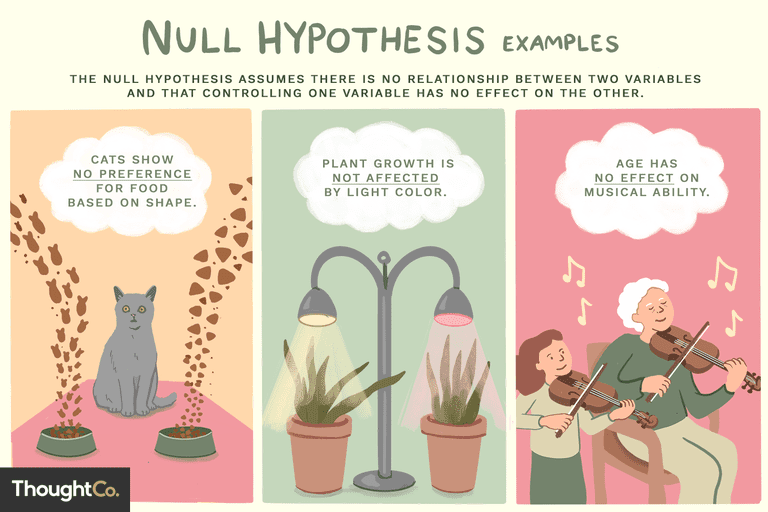 NULL HYPOTHESIS EXAMPLES
THE NULL HYPOTHESIS ASSUMES THERE IS NO RELATIONSHIP BETWEEN TWO VARIABLES
AND THAT CONTROLLING ONE VARIABLE HAS NO EFFECT ON THE OTHER.
CATS SHOW
NO PREFERENCE
FOR FOOD
BASED ON SHAPE.
PLANT GROWTH IS
NOT AFFECTED
BY LIGHT COLOR.
AGE HAS
NO EFFECT ON
MUSICAL ABILITY.
ThoughtCo.